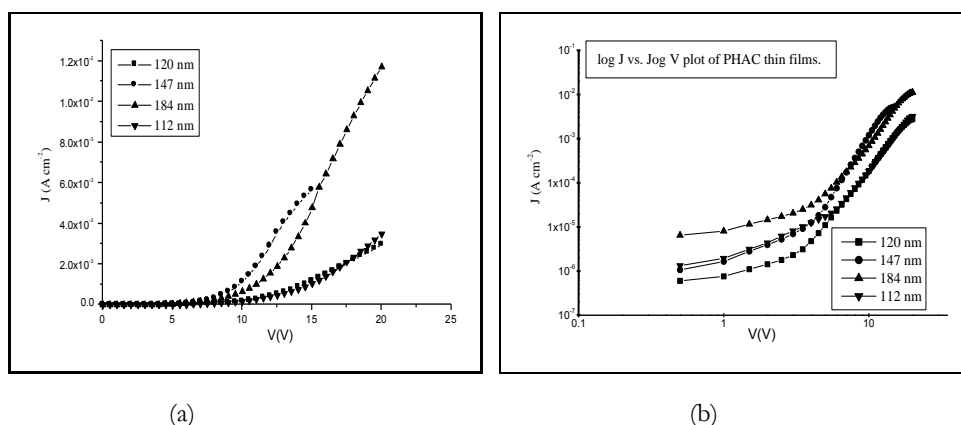 1.2x10⁻²
1.0x10⁻²
8.0x10⁻³
6.0x10⁻³
4.0x10⁻³
2.0x10⁻³
0.0
J (A cm⁻²)
120 nm
147 nm
184 nm
112 nm
0 5 10 15 20 25
V(V)
(a)
log J vs. Jog V plot of PHAC thin films.
10⁻¹
10⁻²
10⁻³
1x10⁻⁴
10⁻⁵
10⁻⁶
10⁻⁷
J (A cm⁻²)
120 nm
147 nm
184 nm
112 nm
0.1 1 10
V(V)
(b)